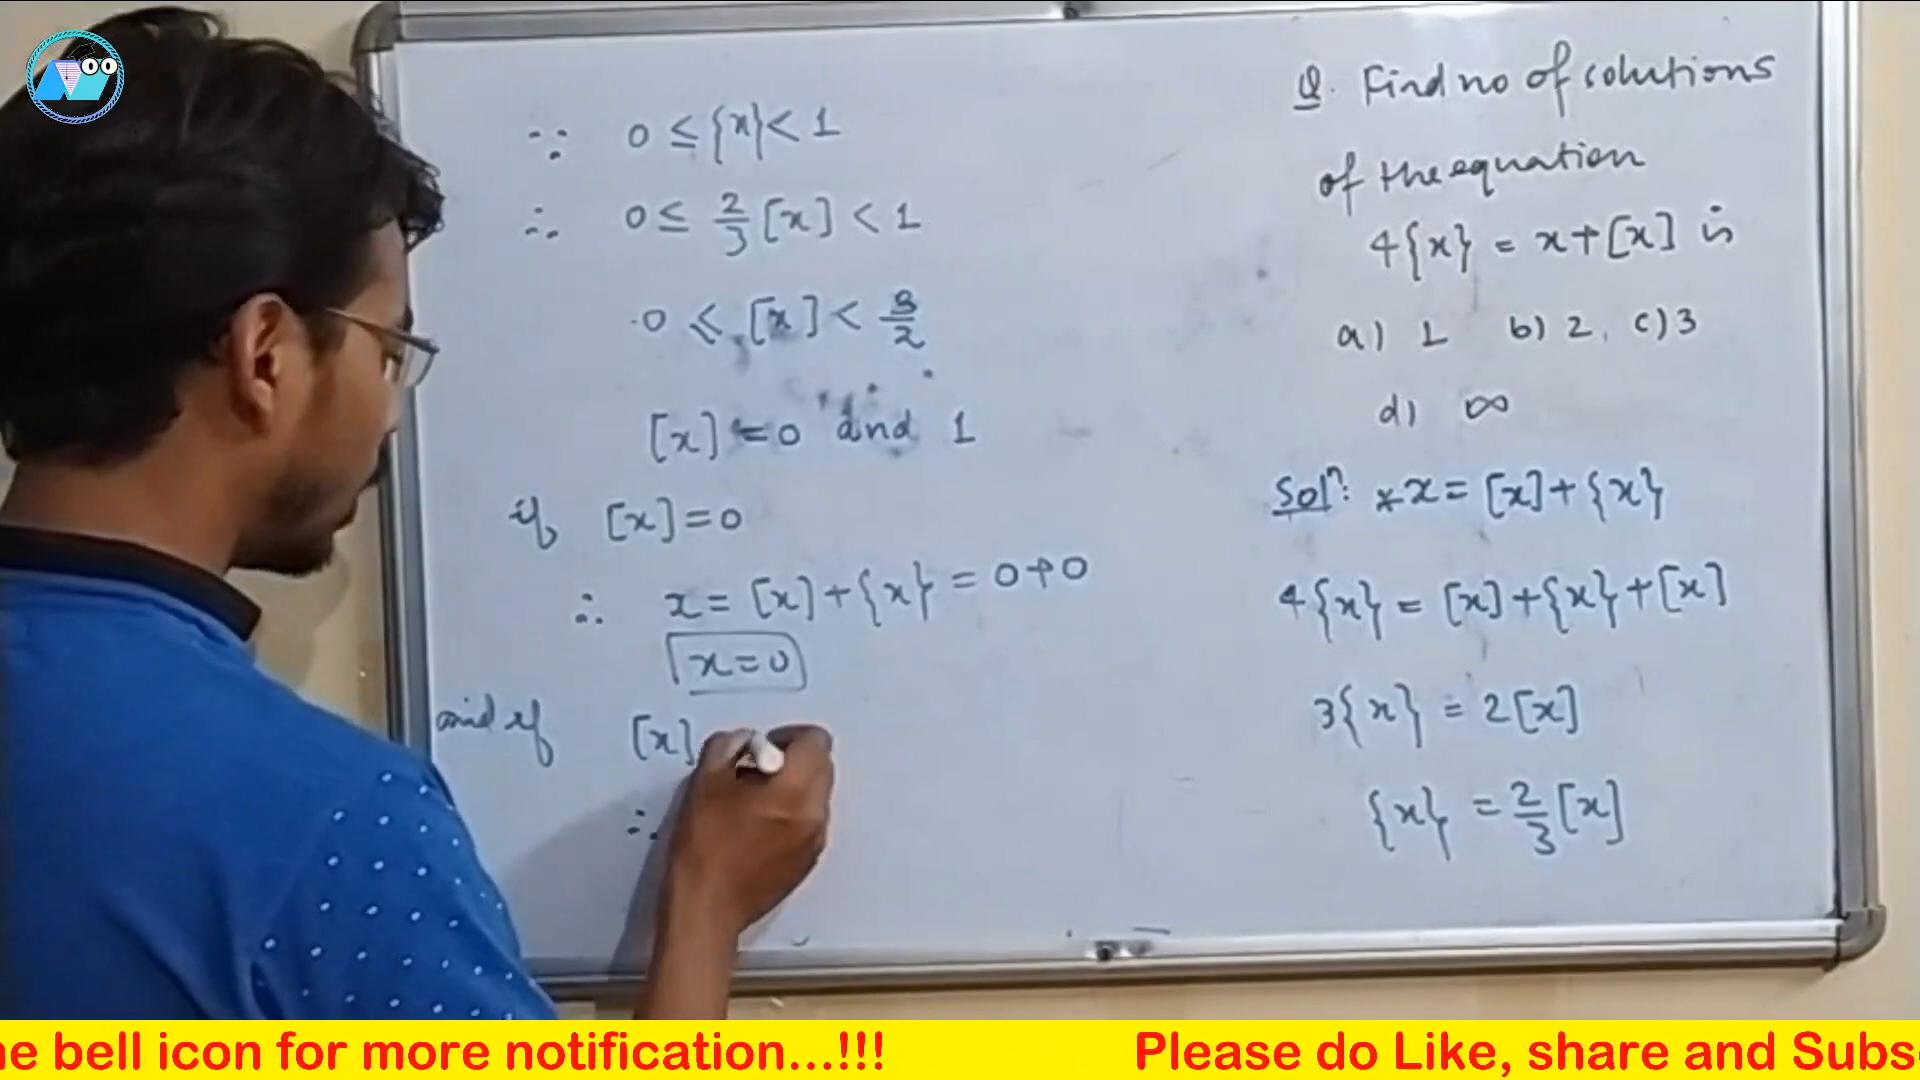 Q. Find no of solutions
of the equation
4{x} = x+[x] is
a) 1 b) 2, c) 3
d) ∞
Solⁿ: *x = [x]+{x}
4{x} = [x]+{x}+[x]
3{x} = 2[x]
{x} = 2/3 [x]
∵ 0 ≤ {x} < 1
∴ 0 ≤ 2/3 [x] < 1
0 ≤ [x] < 3/2
[x] = 0 and 1
if [x] = 0
∴ x = [x]+{x} = 0+0
x = 0
and if [x]
∴
he bell icon for more notification...!!! Please do Like, share and Subs